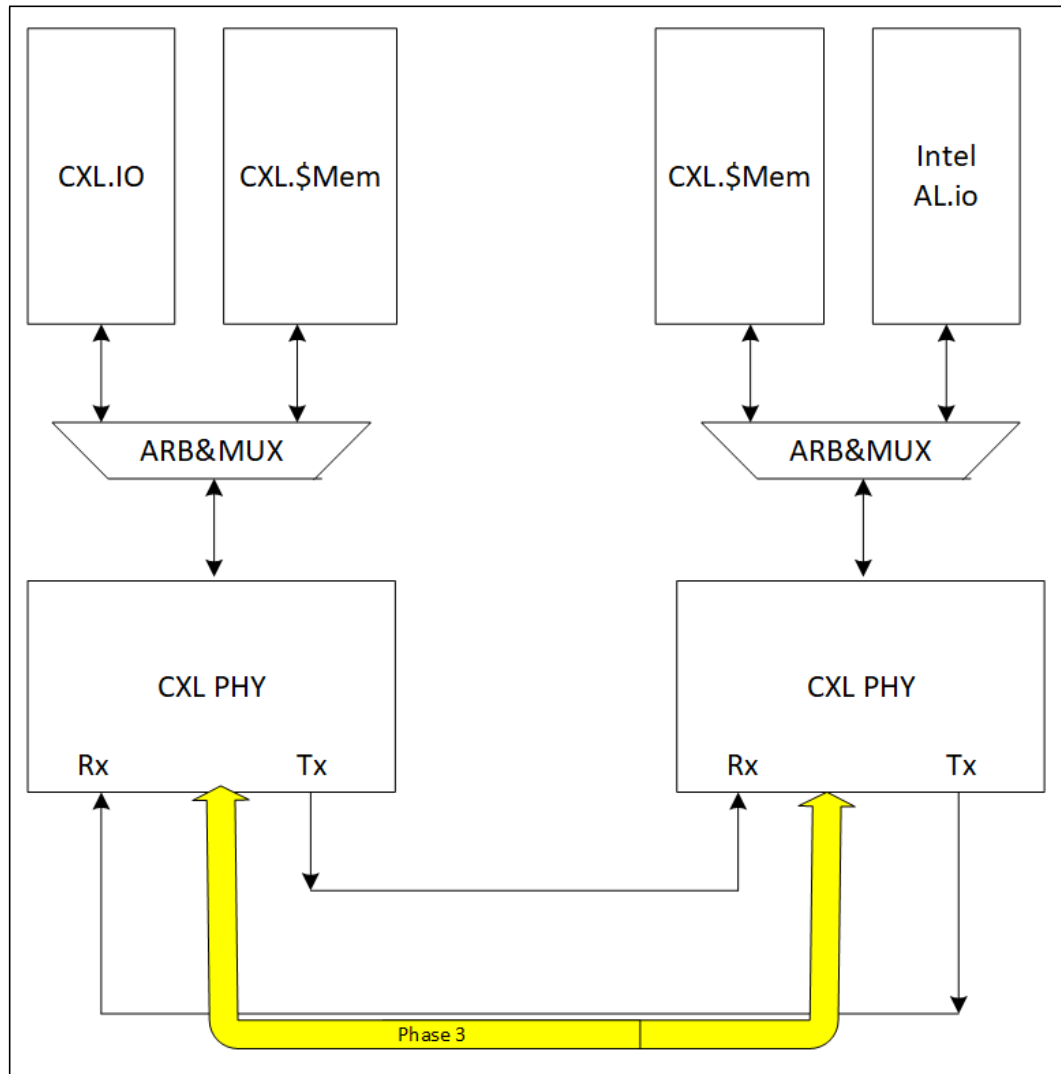 CXL.IO
CXL.$Mem
CXL.$Mem
Intel
AL.io
ARB&MUX
ARB&MUX
CXL PHY
Rx
Tx
CXL PHY
Rx
Tx
Phase 3